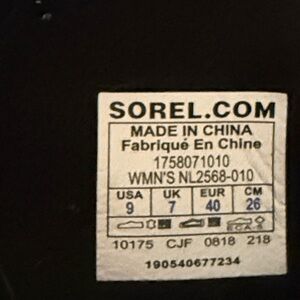 SOREL.COM
MADE IN CHINA
Fabriqué En Chine
1758071010
WMN'S NL2568-010
USA UK EUR CM
9 7 40 26
ECA-S
10175 CJF 0818 218
190540677234